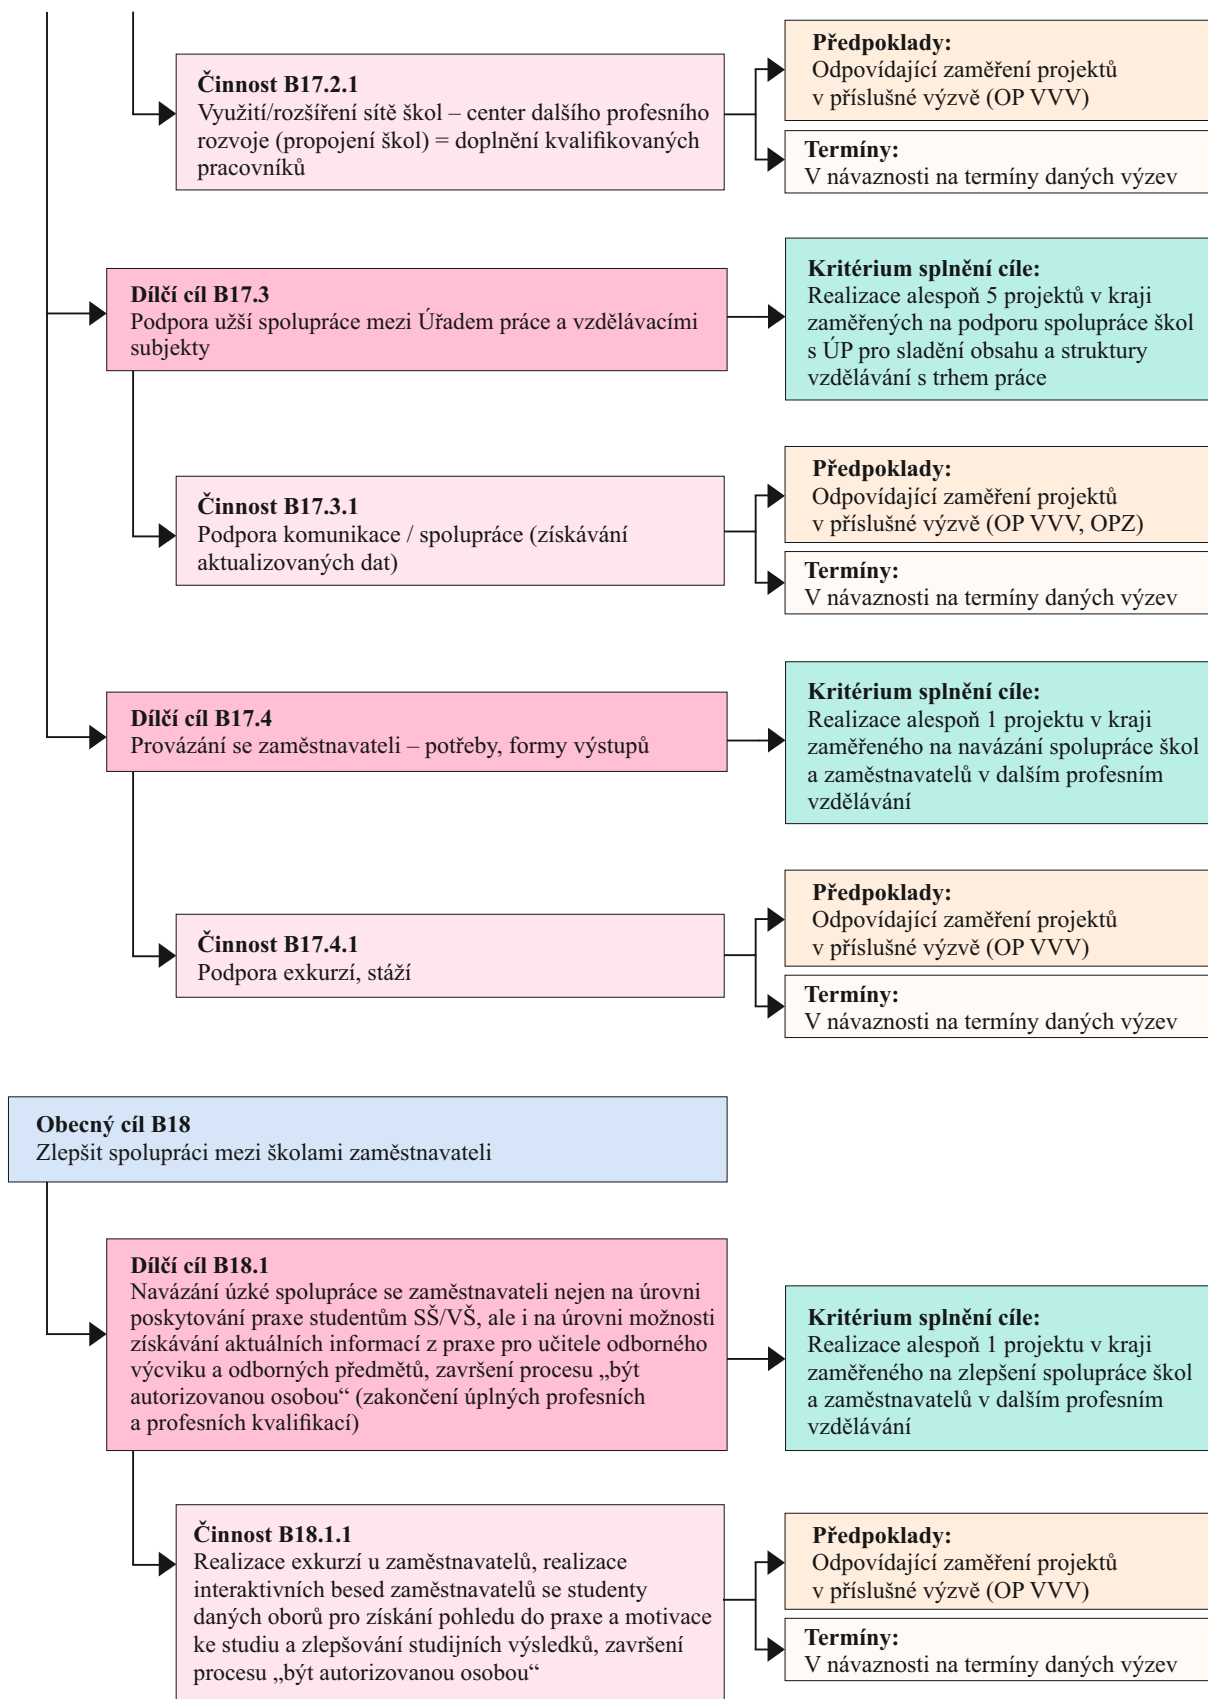 Činnost B17.2.1
Využití/rozšíření sítě škol – center dalšího profesního
rozvoje (propojení škol) = doplnění kvalifikovaných
pracovníků
Předpoklady:
Odpovídající zaměření projektů
v příslušné výzvě (OP VVV)
Termíny:
V návaznosti na termíny daných výzev
Dílčí cíl B17.3
Podpora užší spolupráce mezi Úřadem práce a vzdělávacími
subjekty
Kritérium splnění cíle:
Realizace alespoň 5 projektů v kraji
zaměřených na podporu spolupráce škol
s ÚP pro sladění obsahu a struktury
vzdělávání s trhem práce
Činnost B17.3.1
Podpora komunikace / spolupráce (získávání
aktualizovaných dat)
Předpoklady:
Odpovídající zaměření projektů
v příslušné výzvě (OP VVV, OPZ)
Termíny:
V návaznosti na termíny daných výzev
Dílčí cíl B17.4
Provázání se zaměstnavateli – potřeby, formy výstupů
Kritérium splnění cíle:
Realizace alespoň 1 projektu v kraji
zaměřeného na navázání spolupráce škol
a zaměstnavatelů v dalším profesním
vzdělávání
Činnost B17.4.1
Podpora exkurzí, stáží
Předpoklady:
Odpovídající zaměření projektů
v příslušné výzvě (OP VVV)
Termíny:
V návaznosti na termíny daných výzev
Obecný cíl B18
Zlepšit spolupráci mezi školami zaměstnavateli
Dílčí cíl B18.1
Navázání úzké spolupráce se zaměstnavateli nejen na úrovni
poskytování praxe studentům SŠ/VŠ, ale i na úrovni možnosti
získávání aktuálních informací z praxe pro učitele odborného
výcviku a odborných předmětů, završení procesu „být
autorizovanou osobou“ (zakončení úplných profesních
a profesních kvalifikací)
Kritérium splnění cíle:
Realizace alespoň 1 projektu v kraji
zaměřeného na zlepšení spolupráce škol
a zaměstnavatelů v dalším profesním
vzdělávání
Činnost B18.1.1
Realizace exkurzí u zaměstnavatelů, realizace
interaktivních besed zaměstnavatelů se studenty
daných oborů pro získání pohledu do praxe a motivace
ke studiu a zlepšování studijních výsledků, završení
procesu „být autorizovanou osobou“
Předpoklady:
Odpovídající zaměření projektů
v příslušné výzvě (OP VVV)
Termíny:
V návaznosti na termíny daných výzev